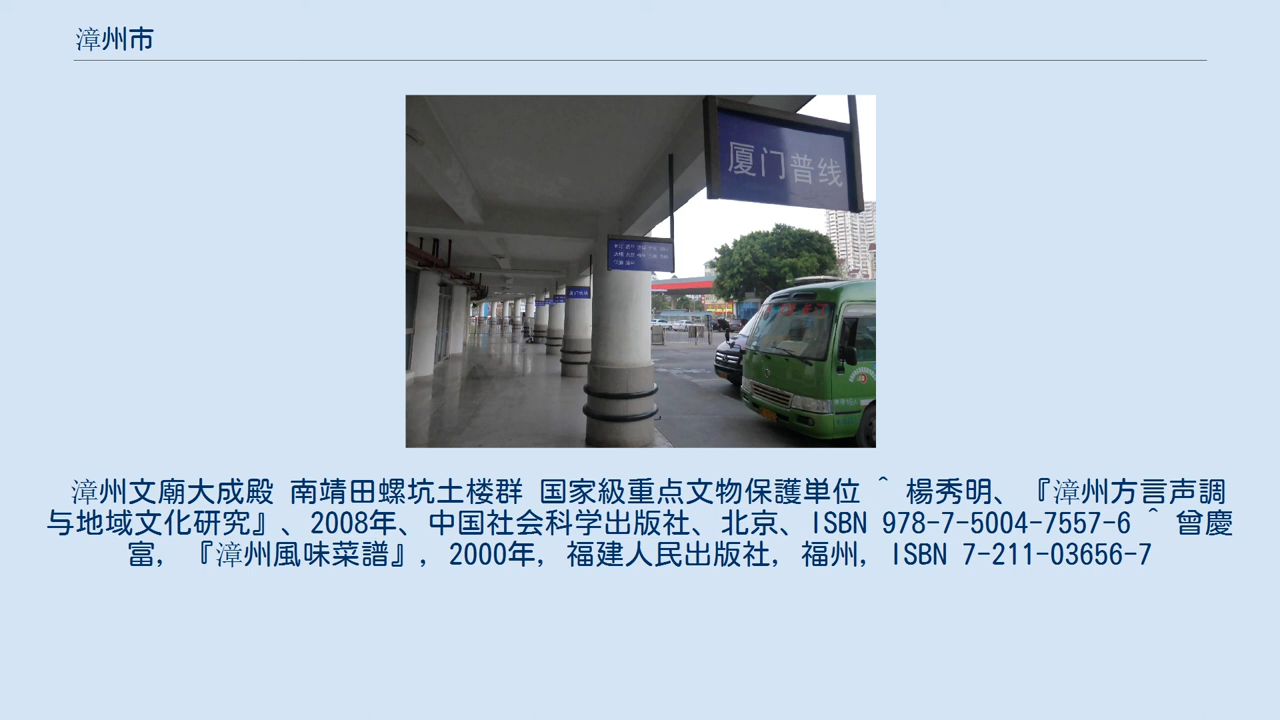 漳州市
厦门普线
漳州文廟大成殿 南靖田螺坑土楼群 国家級重点文物保護単位 ^ 楊秀明、『漳州方言声調
与地域文化研究』、2008年、中国社会科学出版社、北京、ISBN 978-7-5004-7557-6 ^ 曾慶
富, 『漳州風味菜譜』, 2000年, 福建人民出版社, 福州, ISBN 7-211-03656-7